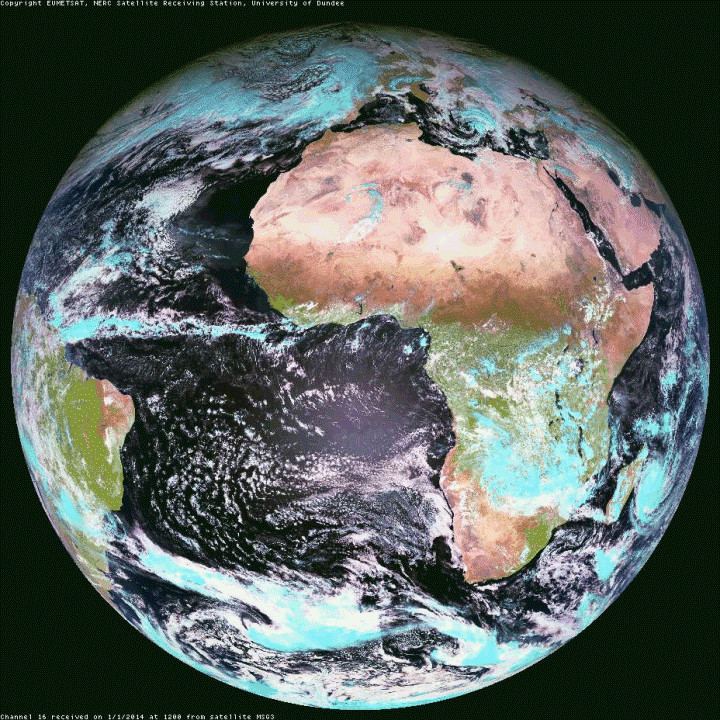 Copyright EUMETSAT, NERC Satellite Receiving Station, University of Dundee
Channel 16 received on 1/1/2014 at 1200 from satellite MSG3